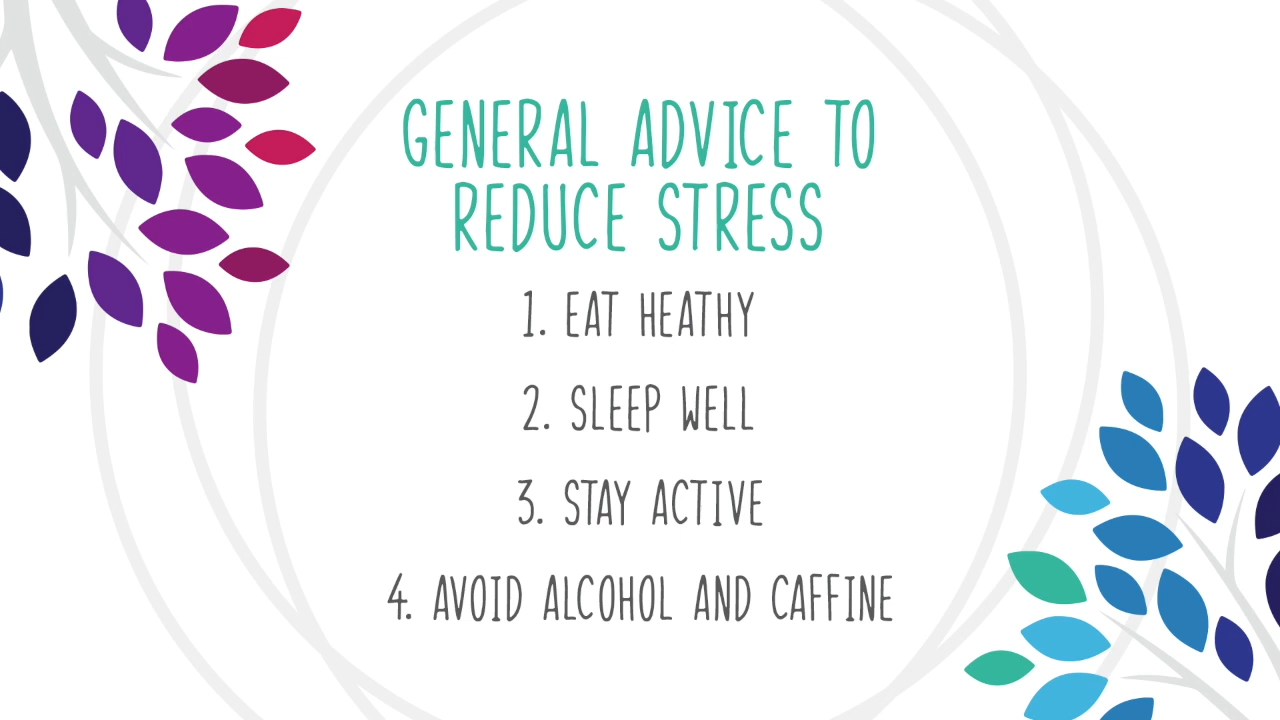 GENERAL ADVICE TO
REDUCE STRESS
1. EAT HEATHY
2. SLEEP WELL
3. STAY ACTIVE
4. AVOID ALCOHOL AND CAFFINE